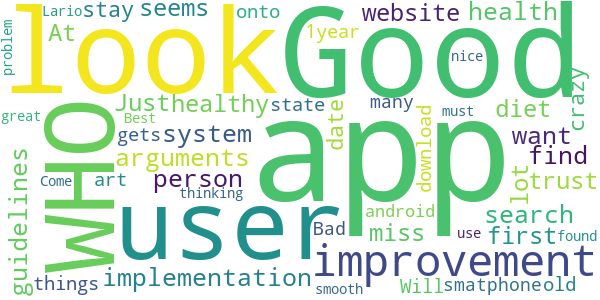 look
Good
app
user
WHO
improvement
Lario
stay
seems
onto
website
health
At
1year
problem
Just
healthy
state
many
nice
crazy
great
Best
gets
system
date
must
diet
arguments
want
find
guidelines
Come
art
person
download
lot
trust
thinking
android
search
miss
Bad
first
use
found
things
implementation
smooth
Will
smatphoneold